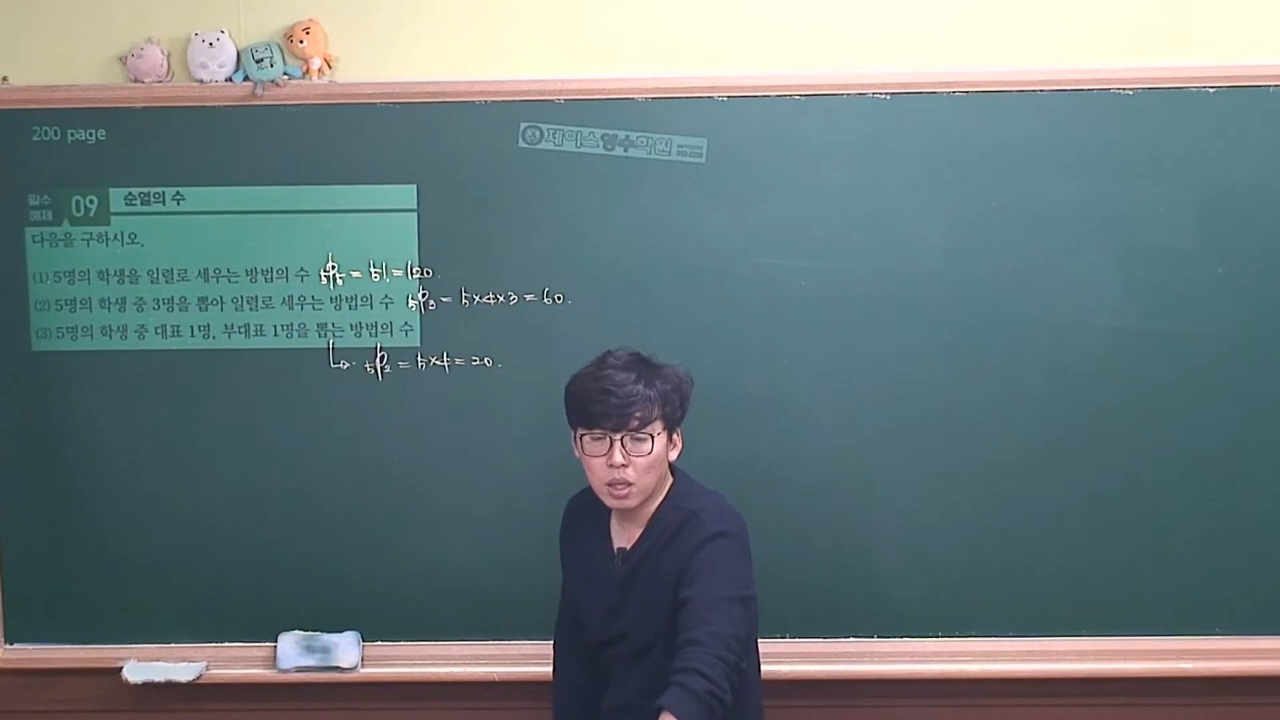 200 page
제이스영수학원
필수 예제 09 순열의 수
다음을 구하시오.
(1) 5명의 학생을 일렬로 세우는 방법의 수 ₅P₅ = 5! = 120.
(2) 5명의 학생 중 3명을 뽑아 일렬로 세우는 방법의 수 ₅P₃ = 5×4×3 = 60.
(3) 5명의 학생 중 대표 1명, 부대표 1명을 뽑는 방법의 수
↳ ₅P₂ = 5×4 = 20.